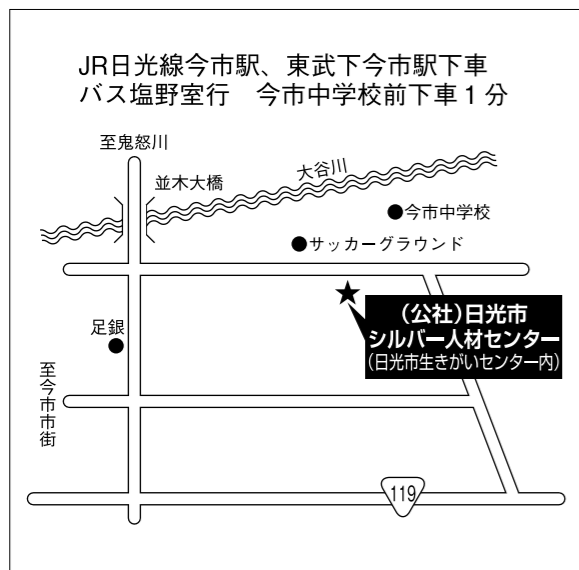 JR日光線今市駅、東武下今市駅下車
バス塩野室行　今市中学校前下車1分
至鬼怒川
並木大橋
大谷川
今市中学校
サッカーグラウンド
足銀
(公社)日光市
シルバー人材センター
(日光市生きがいセンター内)
至今市市街
119